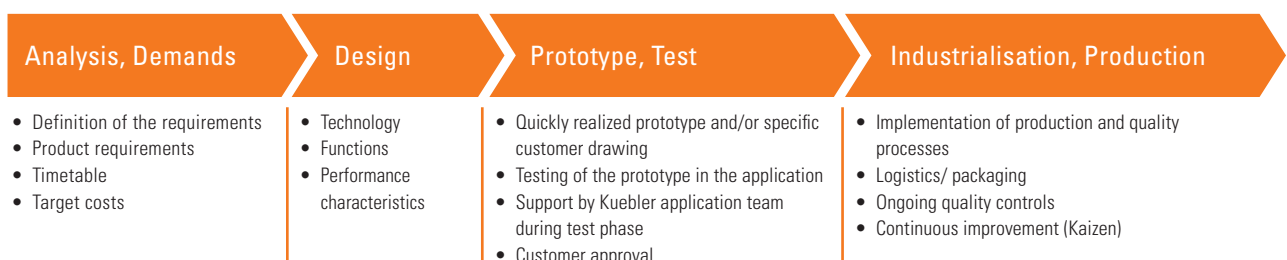 Analysis, Demands
Design
Prototype, Test
Industrialisation, Production
• Definition of the requirements
• Product requirements
• Timetable
• Target costs
• Technology
• Functions
• Performance
characteristics
• Quickly realized prototype and/or specific
customer drawing
• Testing of the prototype in the application
• Support by Kuebler application team
during test phase
• Customer approval
• Implementation of production and quality
processes
• Logistics/ packaging
• Ongoing quality controls
• Continuous improvement (Kaizen)